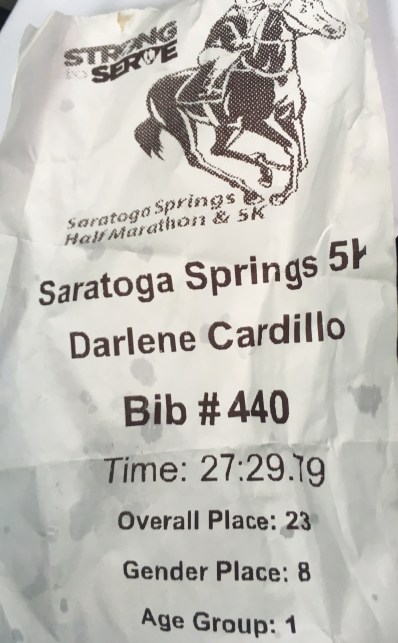 STRONG
TO SERVE
Saratoga Springs
Half Marathon & 5K
Saratoga Springs 5K
Darlene Cardillo
Bib # 440
Time: 27:29.79
Overall Place: 23
Gender Place: 8
Age Group: 1